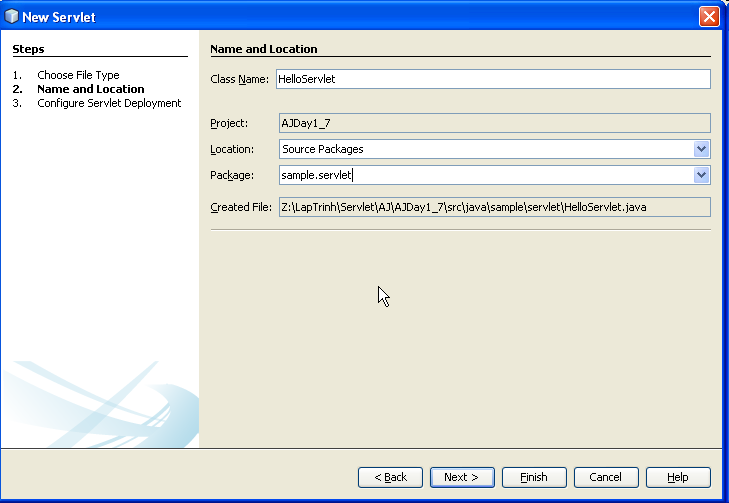 New Servlet
Steps
1. Choose File Type
2. Name and Location
3. Configure Servlet Deployment
Name and Location
Class Name: HelloServlet
Project: AJDay1_7
Location: Source Packages
Package: sample.servlet
Created File: Z:\LapTrinh\Servlet\AJ\AJDay1_7\src\java\sample\servlet\HelloServlet.java
< Back Next > Finish Cancel Help